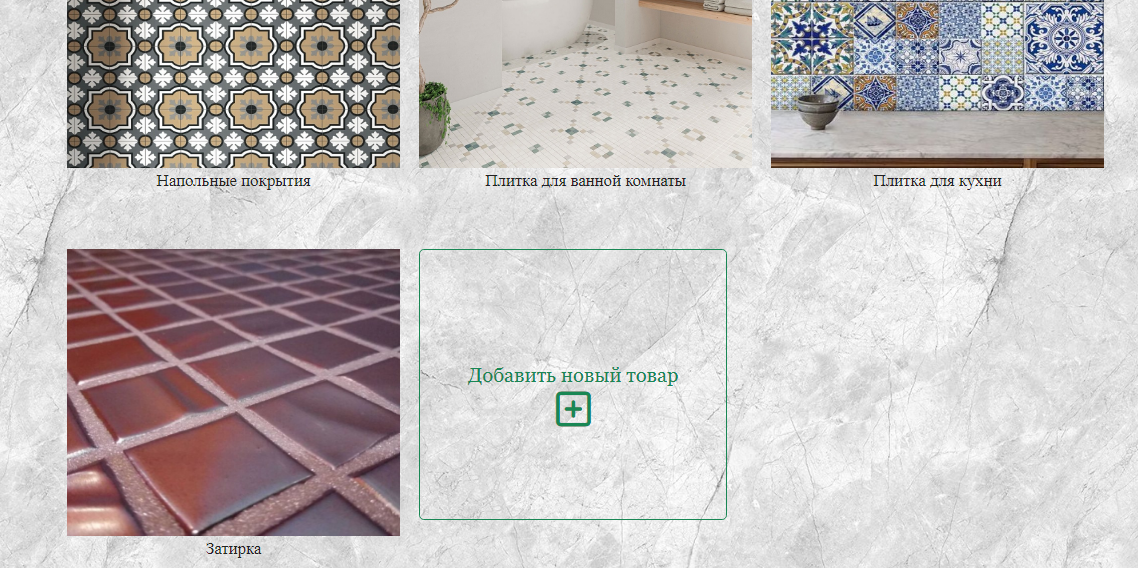 Напольные покрытия
Плитка для ванной комнаты
Плитка для кухни
Добавить новый товар
Затирка